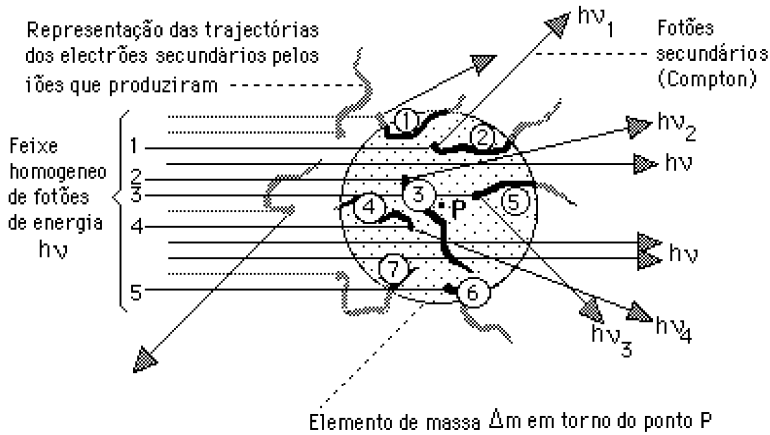 Representação das trajectórias
dos electrões secundários pelos
iões que produziram
hν₁
Fotões
secundários
(Compton)
Feixe
homogeneo
de fotões
de energia
hν
1
2
3
4
5
1
2
3
4
5
6
7
P
hν₂
hν
hν
hν₃
hν₄
Elemento de massa Δm em torno do ponto P